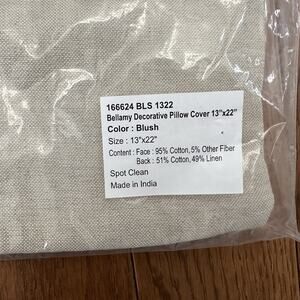 166624 BLS 1322
Bellamy Decorative Pillow Cover 13"x22"
Color : Blush
Size : 13"x22"
Content : Face : 95% Cotton, 5% Other Fiber
Back : 51% Cotton, 49% Linen
Spot Clean
Made in India